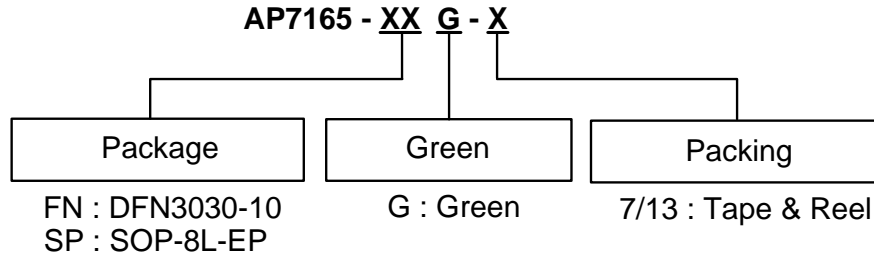 AP7165 - XX G - X
Package
Green
Packing
FN : DFN3030-10
SP : SOP-8L-EP
G : Green
7/13 : Tape & Reel